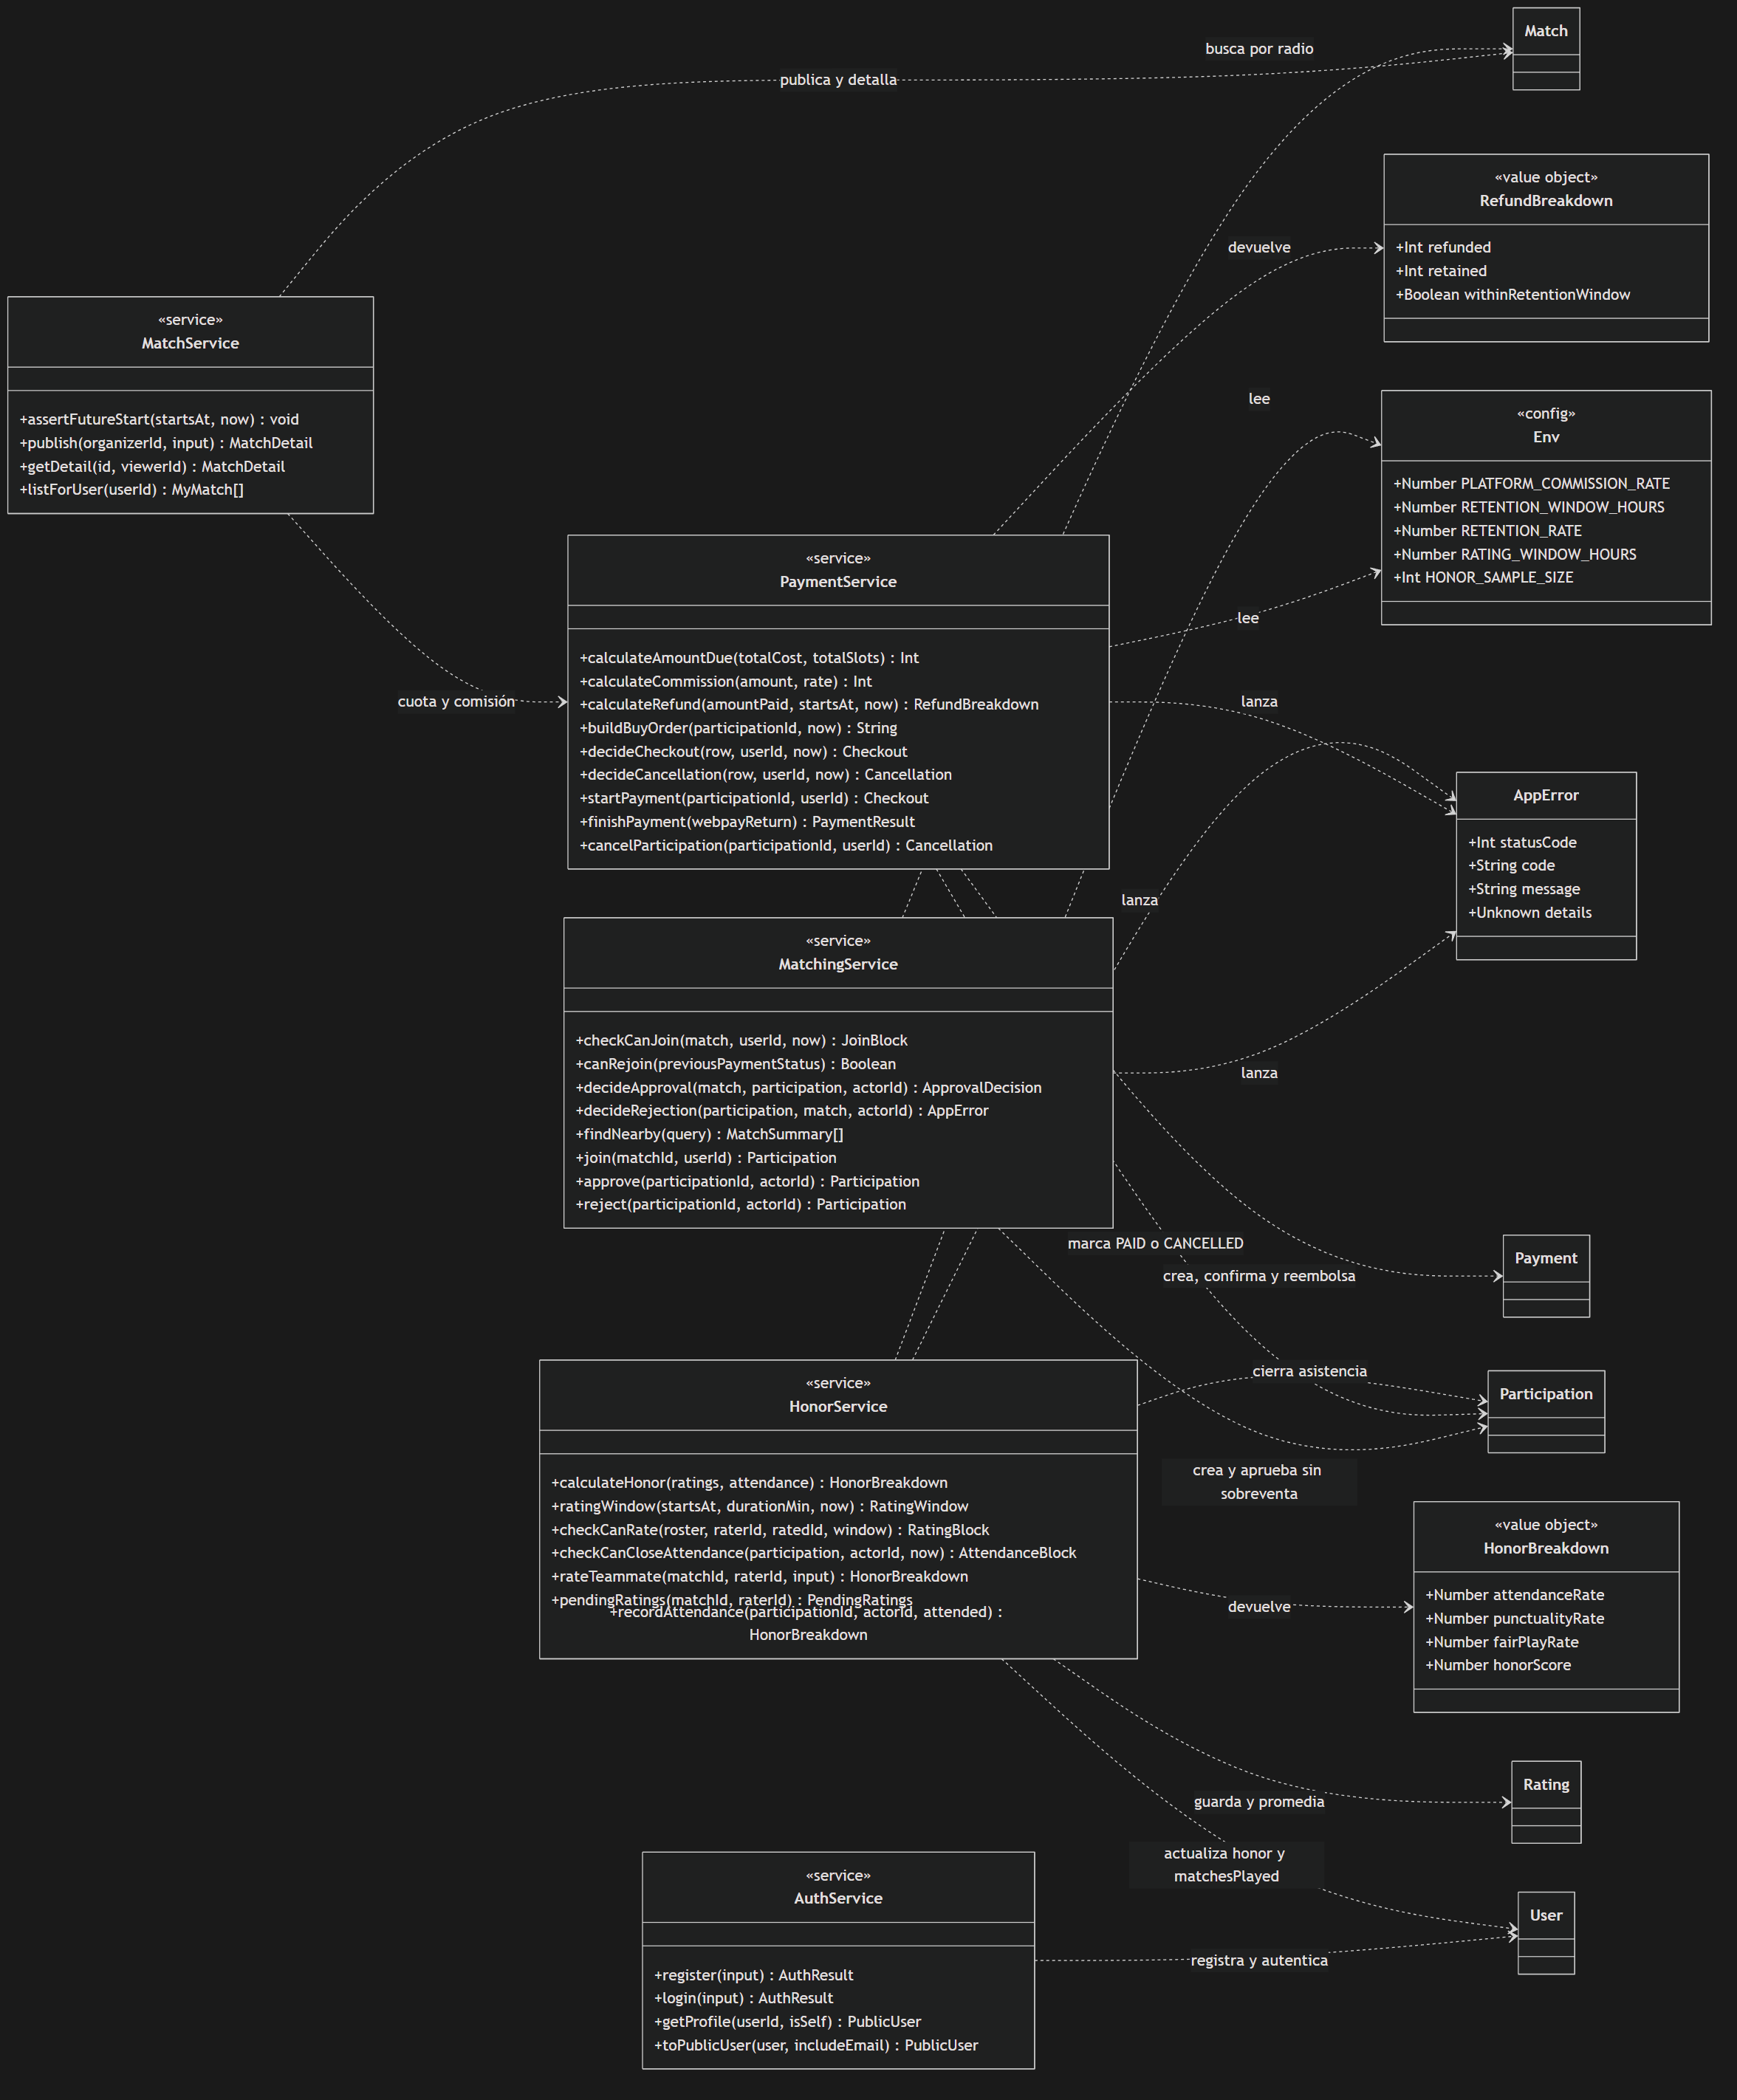 Match
busca por radio
publica y detalla
«value object»
RefundBreakdown
+Int refunded
+Int retained
+Boolean withinRetentionWindow
devuelve
«service»
MatchService
+assertFutureStart(startsAt, now) : void
+publish(organizerId, input) : MatchDetail
+getDetail(id, viewerId) : MatchDetail
+listForUser(userId) : MyMatch[]
lee
«config»
Env
+Number PLATFORM_COMMISSION_RATE
+Number RETENTION_WINDOW_HOURS
+Number RETENTION_RATE
+Number RATING_WINDOW_HOURS
+Int HONOR_SAMPLE_SIZE
lee
cuota y comisión
«service»
PaymentService
+calculateAmountDue(totalCost, totalSlots) : Int
+calculateCommission(amount, rate) : Int
+calculateRefund(amountPaid, startsAt, now) : RefundBreakdown
+buildBuyOrder(participationId, now) : String
+decideCheckout(row, userId, now) : Checkout
+decideCancellation(row, userId, now) : Cancellation
+startPayment(participationId, userId) : Checkout
+finishPayment(webpayReturn) : PaymentResult
+cancelParticipation(participationId, userId) : Cancellation
lanza
AppError
+Int statusCode
+String code
+String message
+Unknown details
lanza
«service»
MatchingService
+checkCanJoin(match, userId, now) : JoinBlock
+canRejoin(previousPaymentStatus) : Boolean
+decideApproval(match, participation, actorId) : ApprovalDecision
+decideRejection(participation, match, actorId) : AppError
+findNearby(query) : MatchSummary[]
+join(matchId, userId) : Participation
+approve(participationId, actorId) : Participation
+reject(participationId, actorId) : Participation
lanza
marca PAID o CANCELLED
crea, confirma y reembolsa
Payment
cierra asistencia
Participation
crea y aprueba sin
sobreventa
«service»
HonorService
+calculateHonor(ratings, attendance) : HonorBreakdown
+ratingWindow(startsAt, durationMin, now) : RatingWindow
+checkCanRate(roster, raterId, ratedId, window) : RatingBlock
+checkCanCloseAttendance(participation, actorId, now) : AttendanceBlock
+rateTeammate(matchId, raterId, input) : HonorBreakdown
+pendingRatings(matchId, raterId) : PendingRatings
+recordAttendance(participationId, actorId, attended) :
HonorBreakdown
devuelve
«value object»
HonorBreakdown
+Number attendanceRate
+Number punctualityRate
+Number fairPlayRate
+Number honorScore
guarda y promedia
Rating
actualiza honor y
matchesPlayed
User
registra y autentica
«service»
AuthService
+register(input) : AuthResult
+login(input) : AuthResult
+getProfile(userId, isSelf) : PublicUser
+toPublicUser(user, includeEmail) : PublicUser